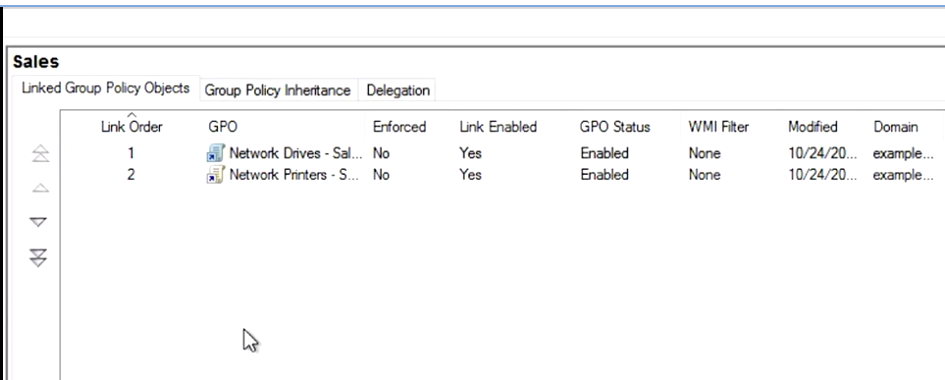 Sales
Linked Group Policy Objects Group Policy Inheritance Delegation
Link Order GPO Enforced Link Enabled GPO Status WMI Filter Modified Domain
1 Network Drives - Sal... No Yes Enabled None 10/24/20... example...
2 Network Printers - S... No Yes Enabled None 10/24/20... example...